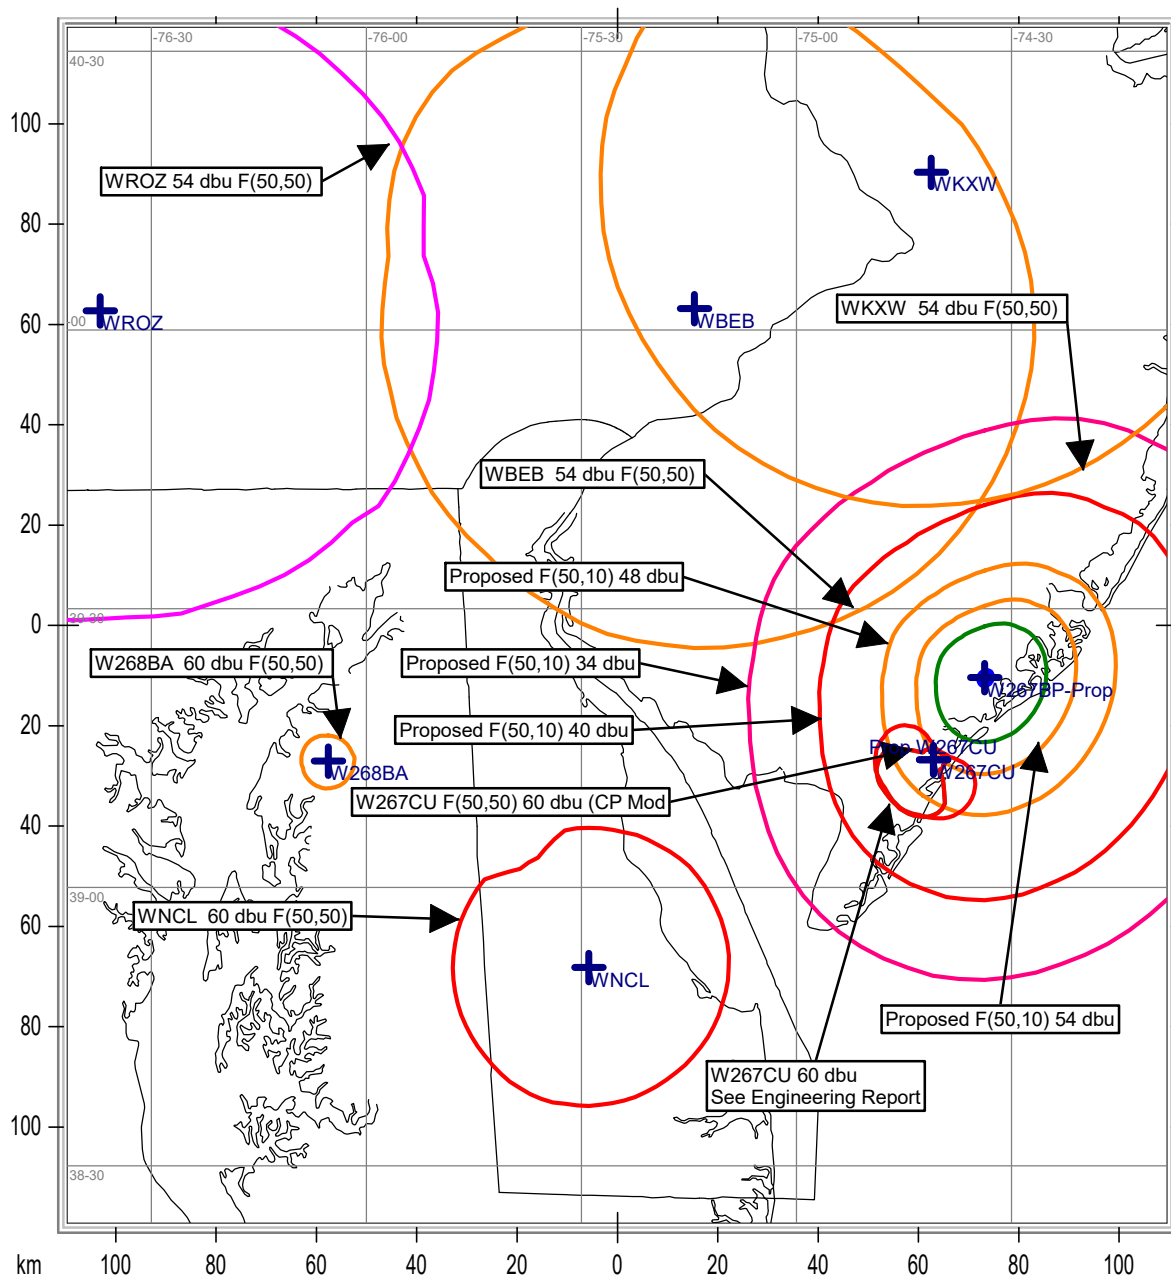 -76-30
-76-00
-75-30
-75-00
-74-30
40-30
100
WROZ 54 dbu F(50,50)
WKXW
80
WKXW 54 dbu F(50,50)
60
-00
WROZ
WBEB
40
WBEB 54 dbu F(50,50)
20
Proposed F(50,10) 48 dbu
0
39-30
W268BA 60 dbu F(50,50)
Proposed F(50,10) 34 dbu
W267BP-Prop
20
Proposed F(50,10) 40 dbu
Prop W267CU
W268BA
W267CU
W267CU F(50,50) 60 dbu (CP Mod
40
39-00
WNCL 60 dbu F(50,50)
60
WNCL
Proposed F(50,10) 54 dbu
80
W267CU 60 dbu
See Engineering Report
100
38-30
km
100
80
60
40
20
0
20
40
60
80
100